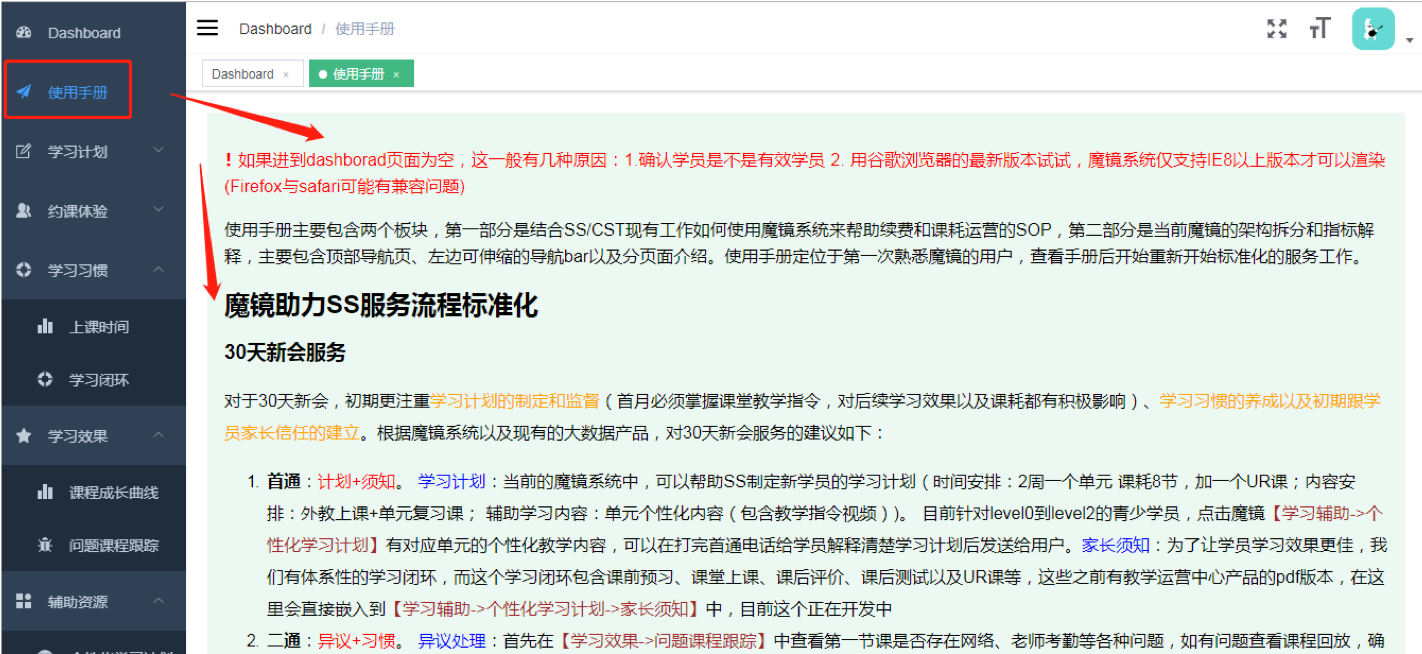 Dashboard
使用手册
学习计划
约课体验
学习习惯
上课时间
学习闭环
学习效果
课程成长曲线
问题课程跟踪
辅助资源
Dashboard / 使用手册
Dashboard × 使用手册 ×
！如果进到dashborad页面为空，这一般有几种原因：1.确认学员是不是有效学员 2. 用谷歌浏览器的最新版本试试，魔镜系统仅支持IE8以上版本才可以渲染
(Firefox与safari可能有兼容问题)
使用手册主要包含两个板块，第一部分是结合SS/CST现有工作如何使用魔镜系统来帮助续费和课耗运营的SOP，第二部分是当前魔镜的架构拆分和指标解
释，主要包含顶部导航页、左边可伸缩的导航bar以及分页面介绍。使用手册定位于第一次熟悉魔镜的用户，查看手册后开始重新开始标准化的服务工作。
魔镜助力SS服务流程标准化
30天新会服务
对于30天新会，初期更注重学习计划的制定和监督（首月必须掌握课堂教学指令，对后续学习效果以及课耗都有积极影响）、学习习惯的养成以及初期跟学
员家长信任的建立。根据魔镜系统以及现有的大数据产品，对30天新会服务的建议如下：
1. 首通：计划+须知。 学习计划：当前的魔镜系统中，可以帮助SS制定新学员的学习计划（时间安排：2周一个单元 课耗8节，加一个UR课；内容安
排：外教上课+单元复习课； 辅助学习内容：单元个性化内容（包含教学指令视频））。 目前针对level0到level2的青少学员，点击魔镜【学习辅助->个
性化学习计划】有对应单元的个性化教学内容，可以在打完首通电话给学员解释清楚学习计划后发送给用户。家长须知：为了让学员学习效果更佳，我
们有体系性的学习闭环，而这个学习闭环包含课前预习、课堂上课、课后评价、课后测试以及UR课等，这些之前有教学运营中心产品的pdf版本，在这
里会直接嵌入到【学习辅助->个性化学习计划->家长须知】中，目前这个正在开发中
2. 二通：异议+习惯。 异议处理：首先在【学习效果->问题课程跟踪】中查看第一节课是否存在网络、老师考勤等各种问题，如有问题查看课程回放，确